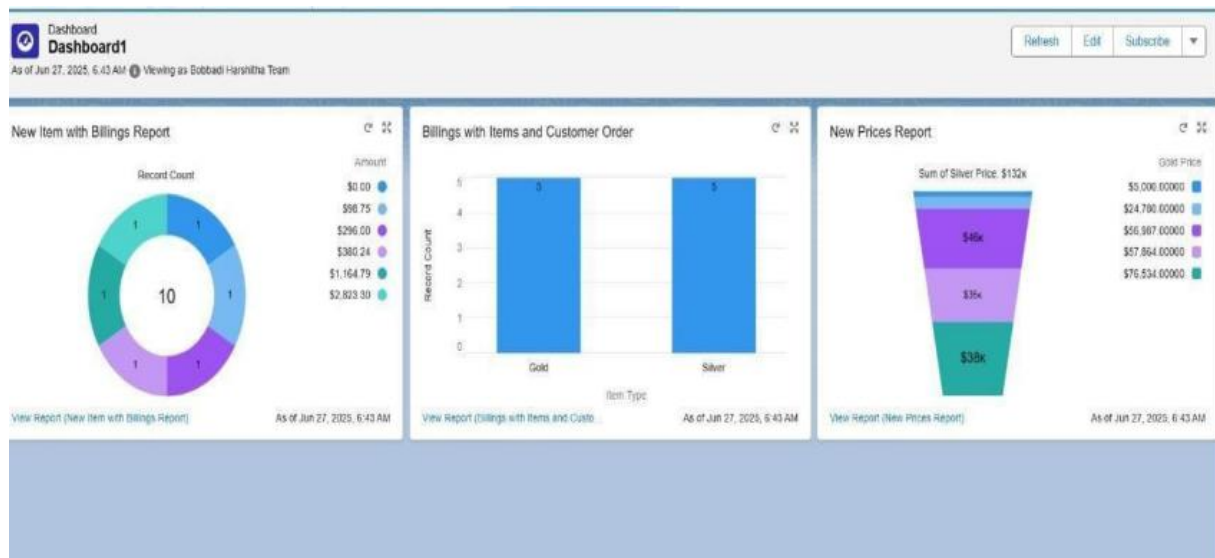 Dashboard
Dashboard1
As of Jun 27, 2025, 6:43 AM Viewing as Bobbadi Harshitha Team
Refresh
Edit
Subscribe
New Item with Billings Report
Record Count
Amount
$0.00
$98.75
$296.00
$380.24
$1,164.79
$2,823.30
1
1
1
1
1
1
10
View Report (New Item with Billings Report)
As of Jun 27, 2025, 6:43 AM
Billings with Items and Customer Order
Record Count
5
4
3
2
1
0
5
5
Gold
Silver
Item Type
View Report (Billings with Items and Custo...
As of Jun 27, 2025, 6:43 AM
New Prices Report
Sum of Silver Price: $132k
Gold Price
$5,000.00000
$24,780.00000
$57,864.00000
$76,534.00000
$46k
$38k
View Report (New Prices Report)
As of Jun 27, 2025, 6:43 AM